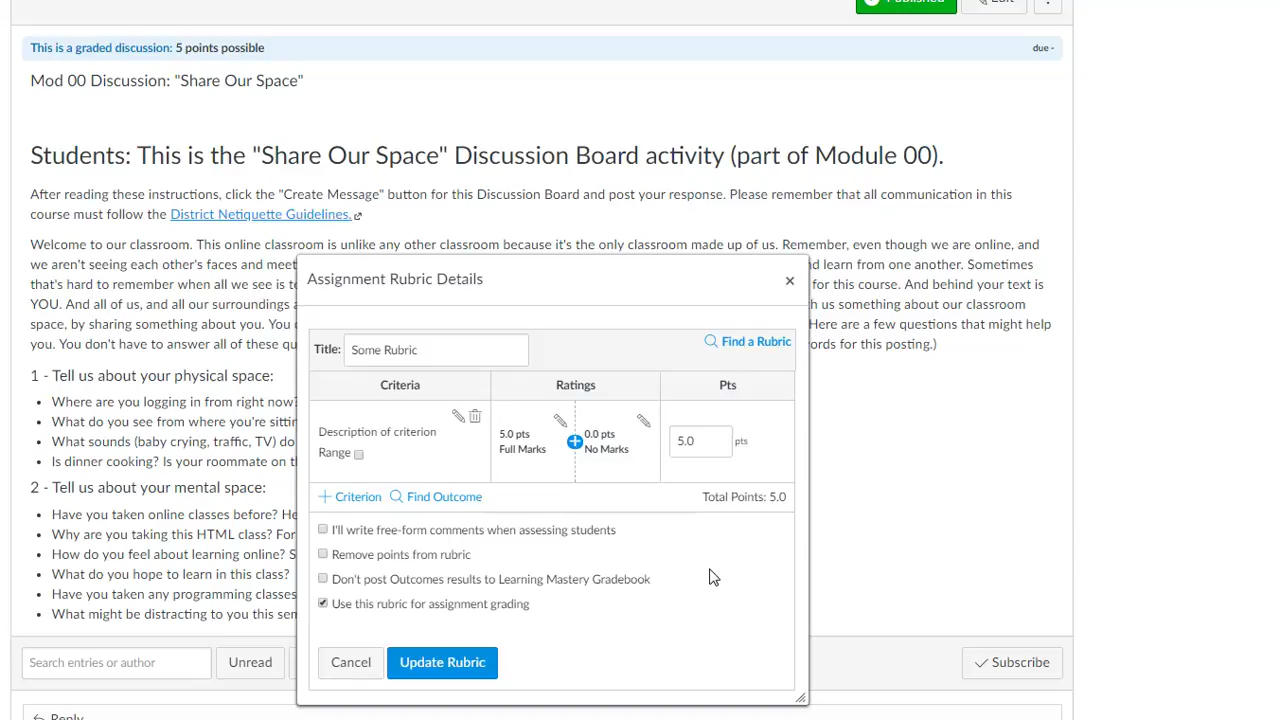 Published
Edit
This is a graded discussion: 5 points possible
due -
Mod 00 Discussion: "Share Our Space"
Students: This is the "Share Our Space" Discussion Board activity (part of Module 00).
After reading these instructions, click the "Create Message" button for this Discussion Board and post your response. Please remember that all communication in this
course must follow the District Netiquette Guidelines.
Welcome to our classroom. This online classroom is unlike any other classroom because it's the only classroom made up of us. Remember, even though we are online, and
we aren't seeing each other's faces and meet
d learn from one another. Sometimes
that's hard to remember when all we see is te
for this course. And behind your text is
YOU. And all of us, and all our surroundings a
h us something about our classroom
space, by sharing something about you. You
Here are a few questions that might help
you. You don't have to answer all of these qu
ords for this posting.)
1 - Tell us about your physical space:
• Where are you logging in from right now?
• What do you see from where you're sittin
• What sounds (baby crying, traffic, TV) do
• Is dinner cooking? Is your roommate on th
2 - Tell us about your mental space:
• Have you taken online classes before? He
• Why are you taking this HTML class? For
• How do you feel about learning online? S
• What do you hope to learn in this class?
• Have you taken any programming classes
• What might be distracting to you this sem
Assignment Rubric Details
×
Title: Some Rubric
Find a Rubric
Criteria Ratings Pts
Description of criterion
Range
5.0 pts
Full Marks
0.0 pts
No Marks
5.0 pts
+ Criterion Find Outcome Total Points: 5.0
I'll write free-form comments when assessing students
Remove points from rubric
Don't post Outcomes results to Learning Mastery Gradebook
Use this rubric for assignment grading
Cancel Update Rubric
Search entries or author Unread Subscribe
Reply